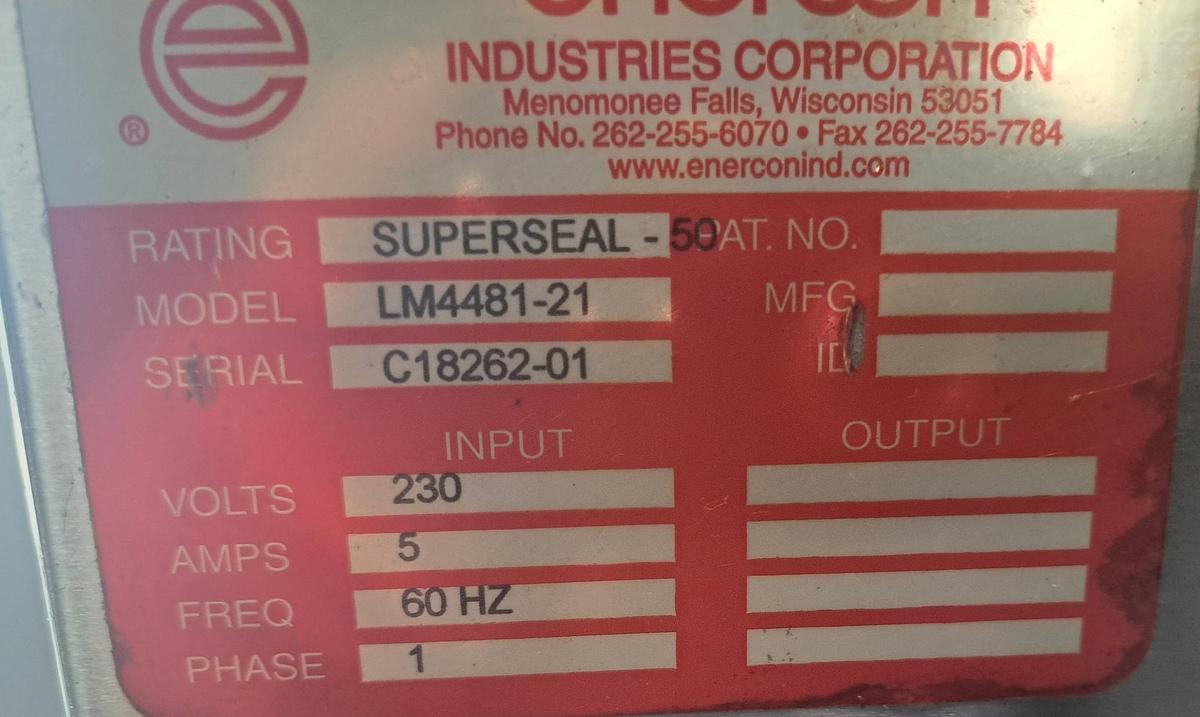 enercon
INDUSTRIES CORPORATION
Menomonee Falls, Wisconsin 53051
Phone No. 262-255-6070 • Fax 262-255-7784
www.enerconind.com
e
®
RATING SUPERSEAL - 50 PAT. NO.
MODEL LM4481-21 MFG
SERIAL C18262-01 ID
INPUT OUTPUT
VOLTS 230
AMPS 5
FREQ 60 HZ
PHASE 1